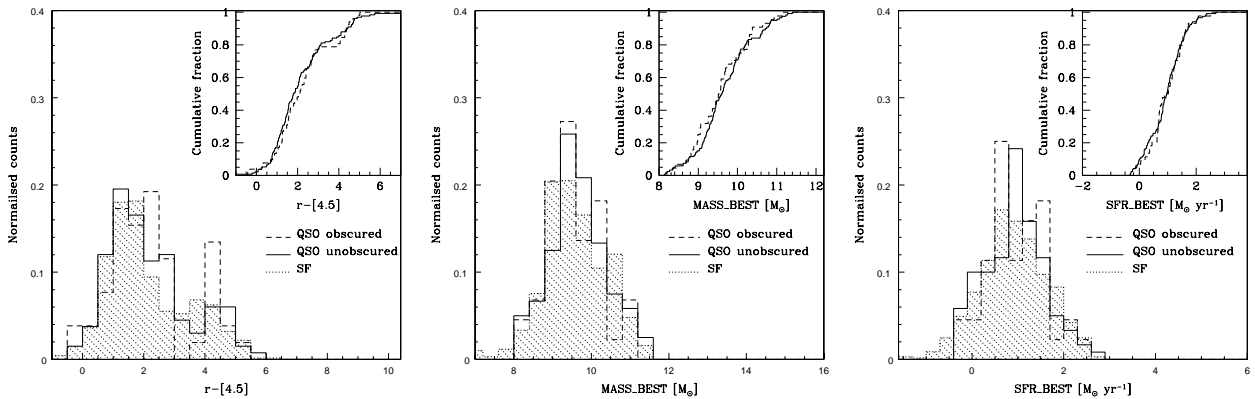 0.4
0.3
0.2
0.1
0
Normailsed counts
0
2
4
6
8
10
r−[4.5]
1
0.8
0.6
0.4
0.2
0
Cumulative fraction
0
2
4
6
r−[4.5]
QSO obscured
QSO unobscured
SF
0.4
0.3
0.2
0.1
0
Normailsed counts
8
10
12
14
16
MASS_BEST [M⊙]
1
0.8
0.6
0.4
0.2
0
Cumulative fraction
8
9
10
11
12
MASS_BEST [M⊙]
QSO obscured
QSO unobscured
SF
0.4
0.3
0.2
0.1
0
Normailsed counts
0
2
4
6
SFR_BEST [M⊙ yr⁻¹]
1
0.8
0.6
0.4
0.2
0
Cumulative fraction
−2
0
2
SFR_BEST [M⊙ yr⁻¹]
QSO obscured
QSO unobscured
SF